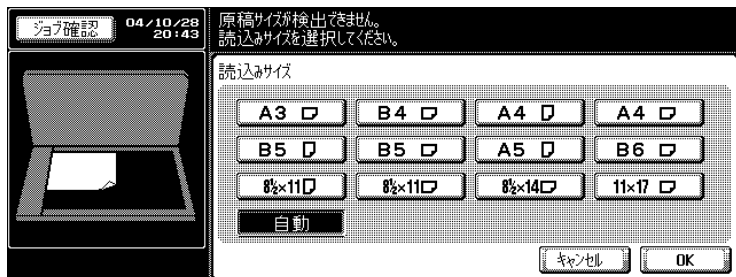 ジョブ確認
04/10/28
20:43
原稿サイズが検出できません。
読込みサイズを選択してください。
読込みサイズ
A3 B4 A4 A4
B5 B5 A5 B6
8½×11 8½×11 8½×14 11×17
自動
キャンセル OK